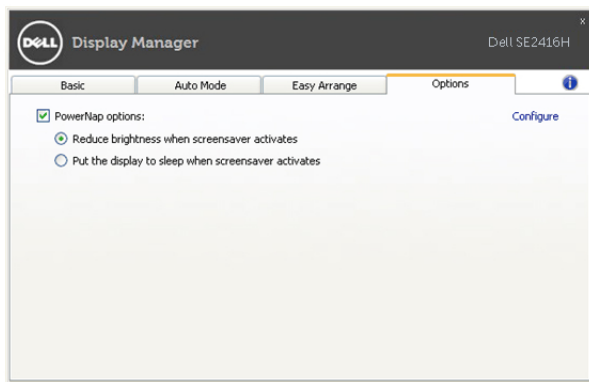 x
DELL Display Manager Dell SE2416H
Basic Auto Mode Easy Arrange Options i
PowerNap options: Configure
Reduce brightness when screensaver activates
Put the display to sleep when screensaver activates